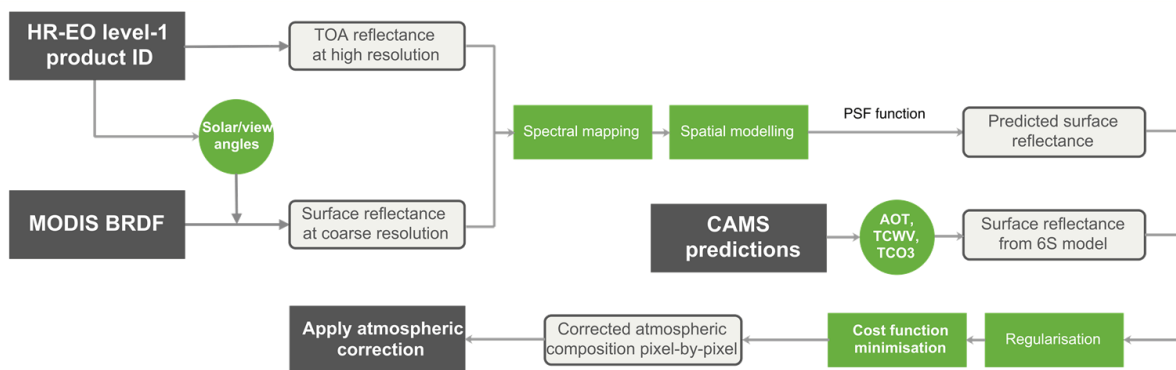 HR-EO level-1
product ID
TOA reflectance
at high resolution
Solar/view
angles
MODIS BRDF
Surface reflectance
at coarse resolution
Spectral mapping
Spatial modelling
PSF function
Predicted surface
reflectance
CAMS
predictions
AOT,
TCWV,
TCO3
Surface reflectance
from 6S model
Apply atmospheric
correction
Corrected atmospheric
composition pixel-by-pixel
Cost function
minimisation
Regularisation